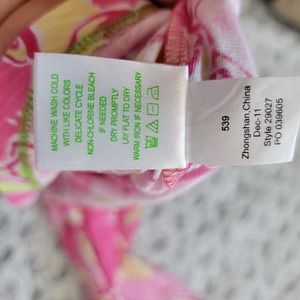 MACHINE WASH COLD
WITH LIKE COLORS
DELICATE CYCLE
NON-CHLORINE BLEACH
IF NEEDED
DRY PROMPTLY
LAY FLAT TO DRY
WARM IRON IF NECESSARY
539
Zhongshan,China
Dec-11
Style 29027
PO 039605